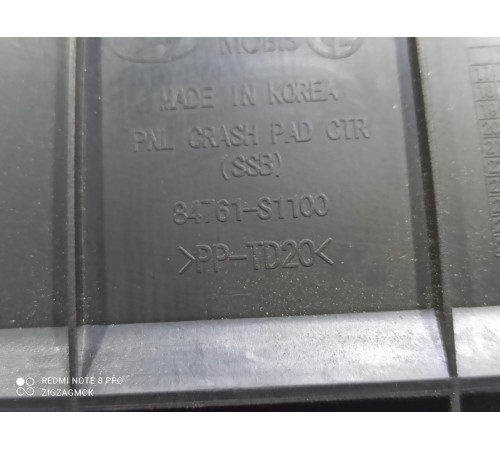 MOBIS
MADE IN KOREA
PNL CRASH PAD CTR
(SSB)
84761-S1100
>PP-TD20<
REDMI NOTE 8 PRO
ZIGZAGMCK